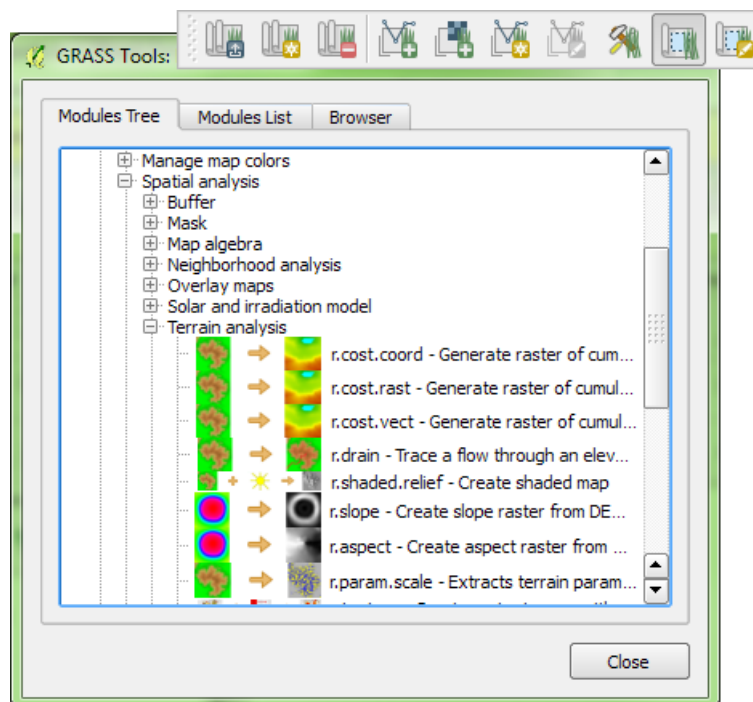 GRASS Tools:
Modules Tree Modules List Browser
Manage map colors
Spatial analysis
Buffer
Mask
Map algebra
Neighborhood analysis
Overlay maps
Solar and irradiation model
Terrain analysis
r.cost.coord - Generate raster of cum...
r.cost.rast - Generate raster of cumul...
r.cost.vect - Generate raster of cumul...
r.drain - Trace a flow through an elev...
r.shaded.relief - Create shaded map
r.slope - Create slope raster from DE...
r.aspect - Create aspect raster from ...
r.param.scale - Extracts terrain param...
Close